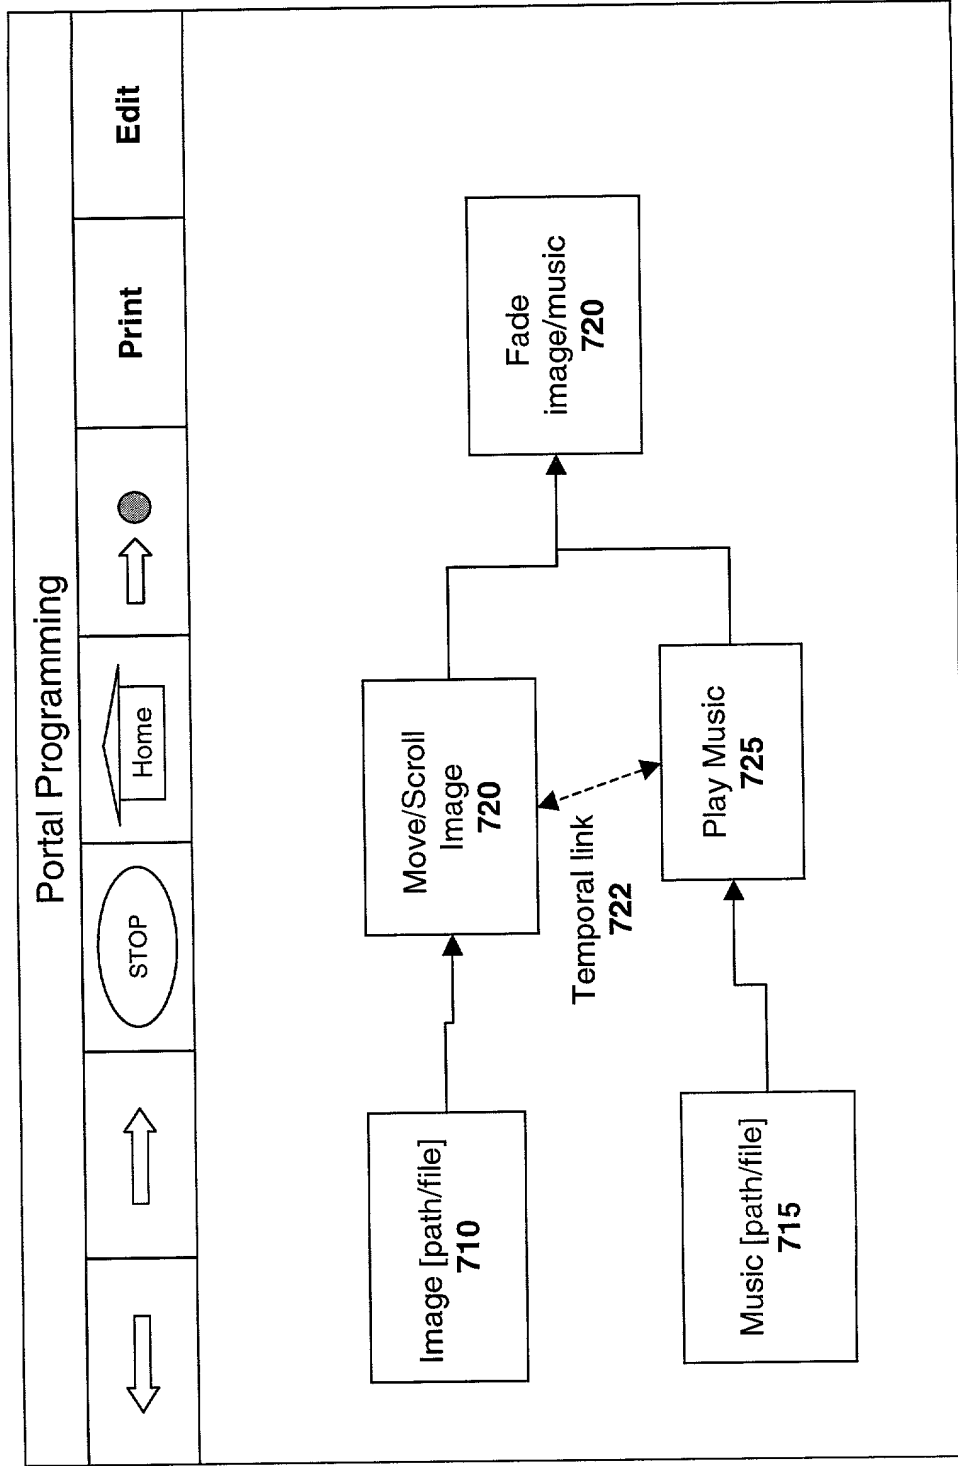 Portal Programming
STOP
Home
Print
Edit
Image [path/file]
710
Move/Scroll
Image
720
Temporal link
722
Music [path/file]
715
Play Music
725
Fade
image/music
720